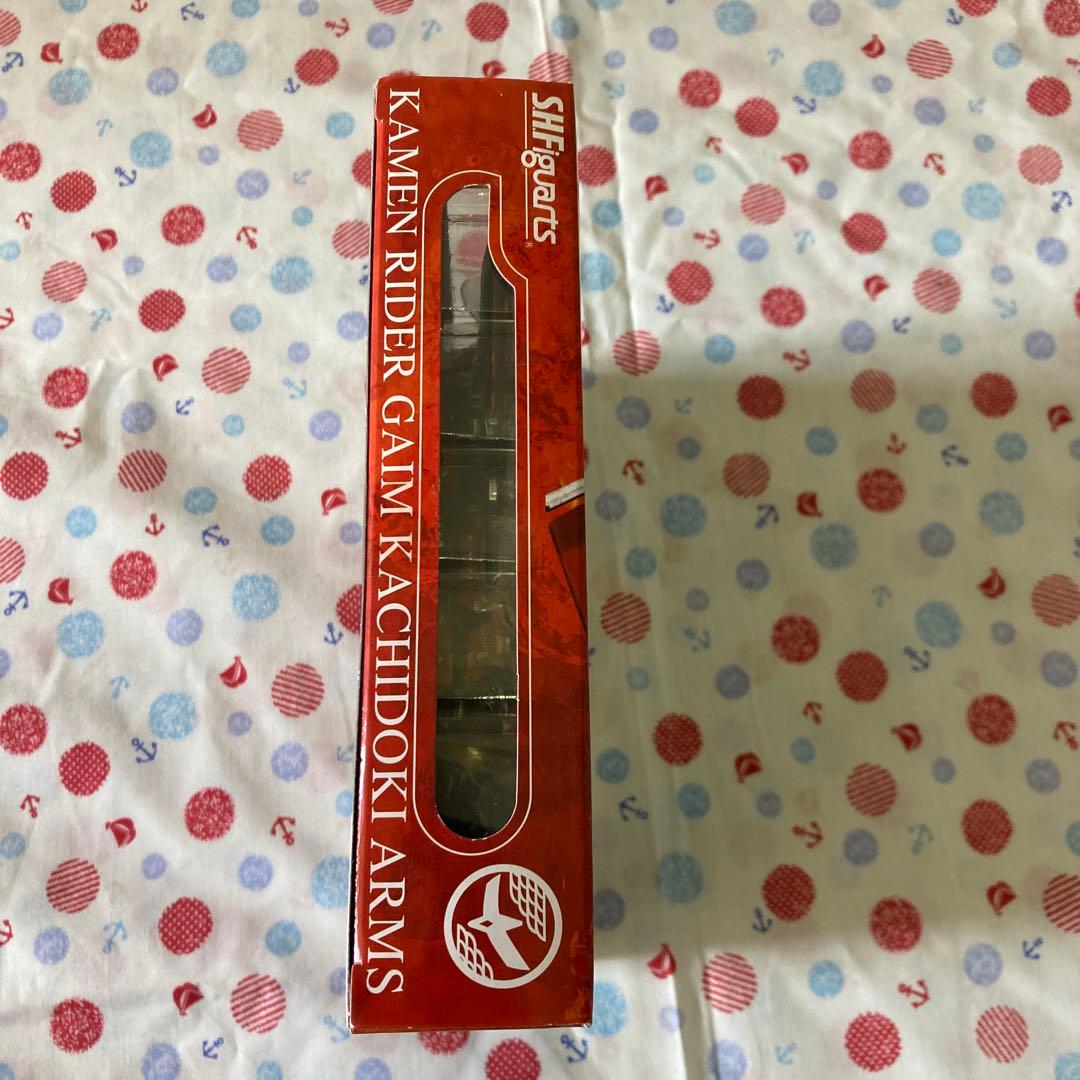 S.H.Figuarts
KAMEN RIDER GAIM KACHIDOKI ARMS